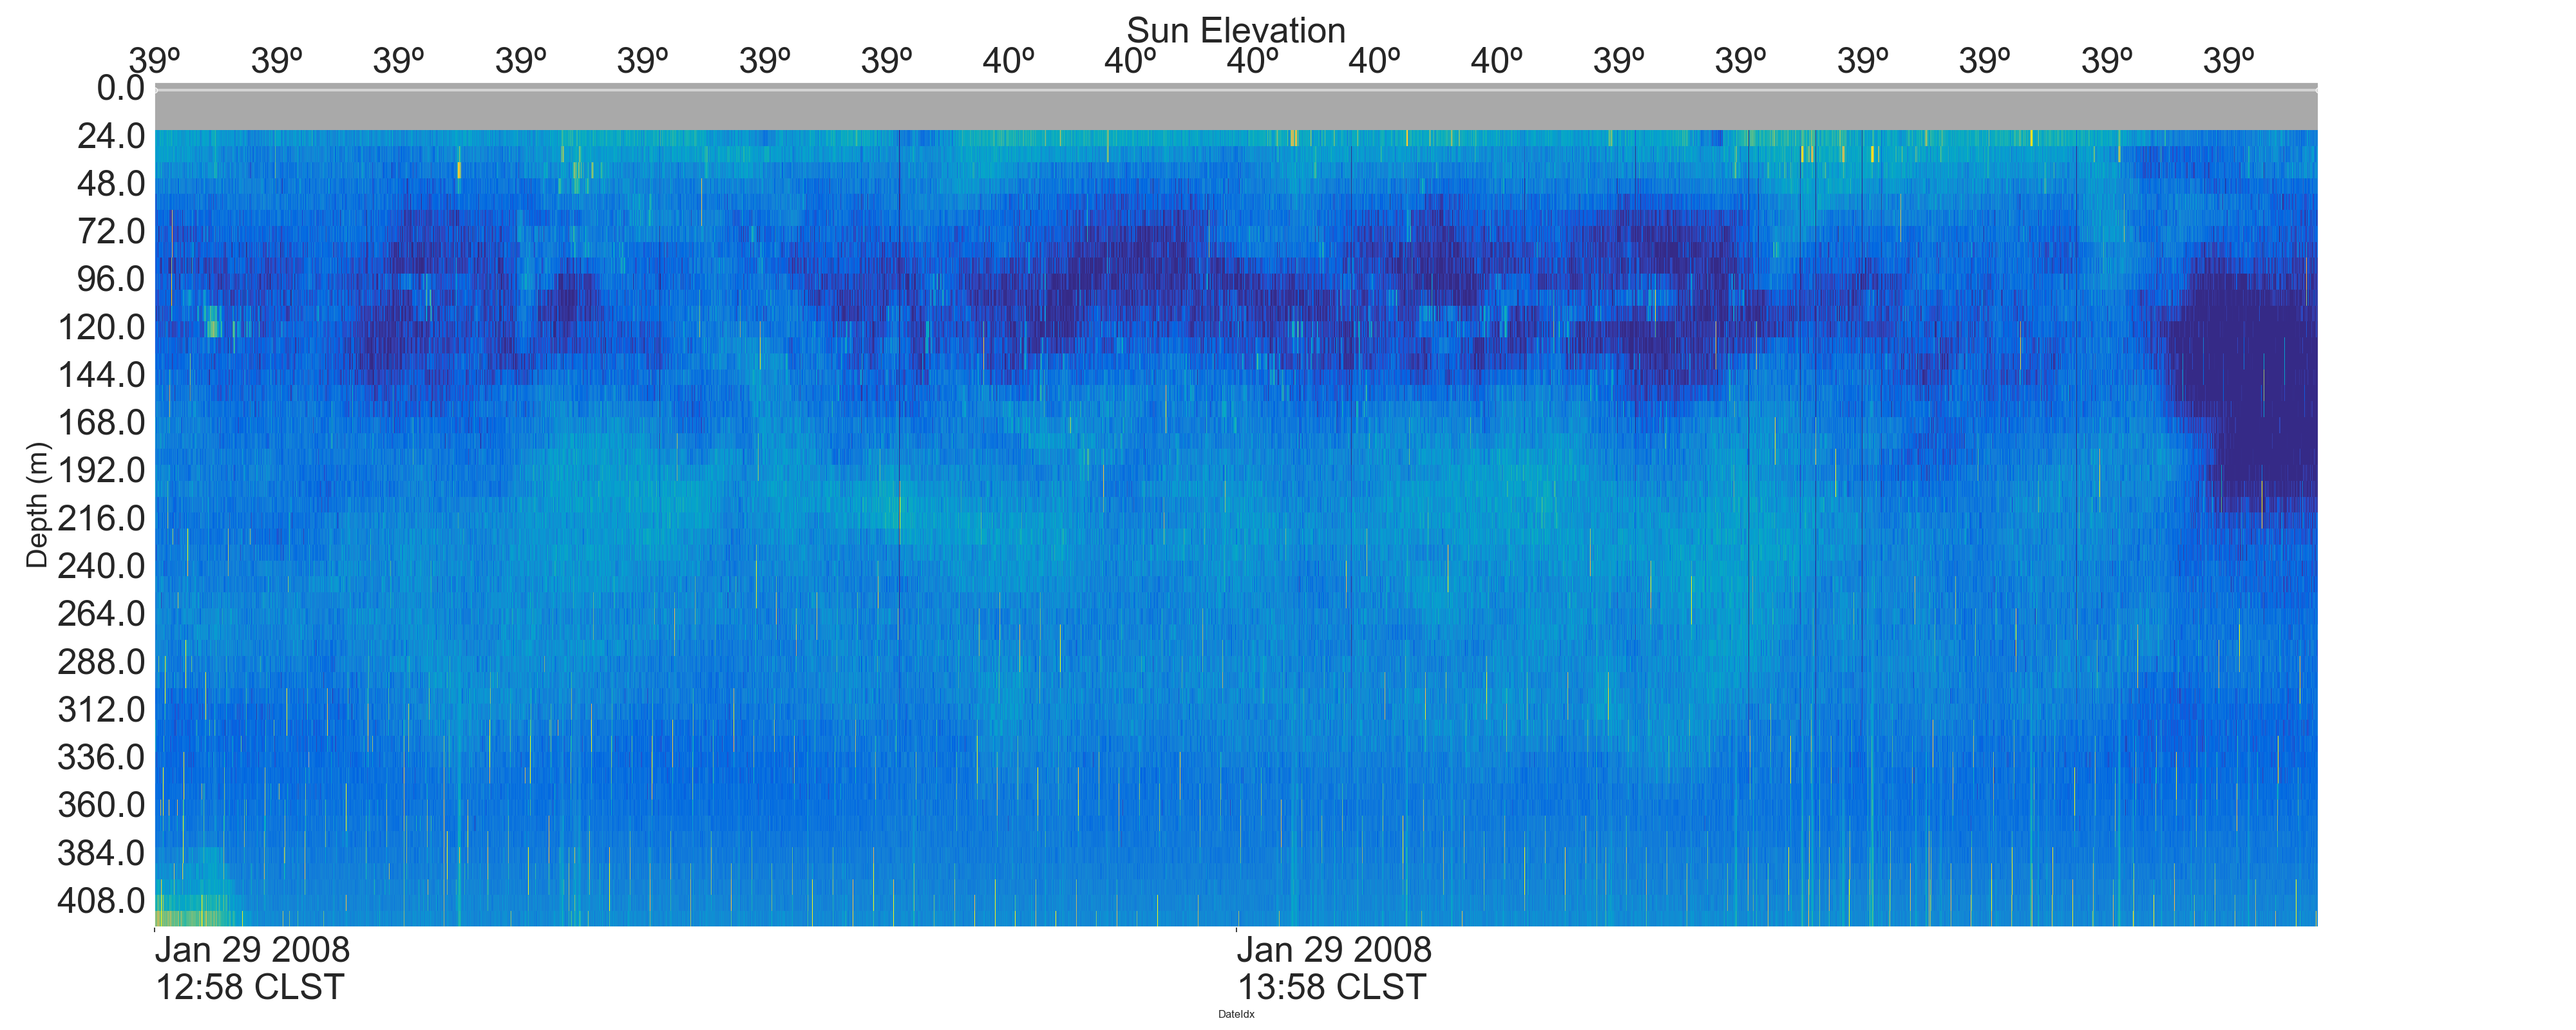 Sun Elevation
39º 39º 39º 39º 39º 39º 39º 40º 40º 40º 40º 40º 39º 39º 39º 39º 39º 39º
0.0
24.0
48.0
72.0
96.0
120.0
144.0
168.0
192.0
216.0
240.0
264.0
288.0
312.0
336.0
360.0
384.0
408.0
Depth (m)
Jan 29 2008
12:58 CLST
Jan 29 2008
13:58 CLST
DateIdx